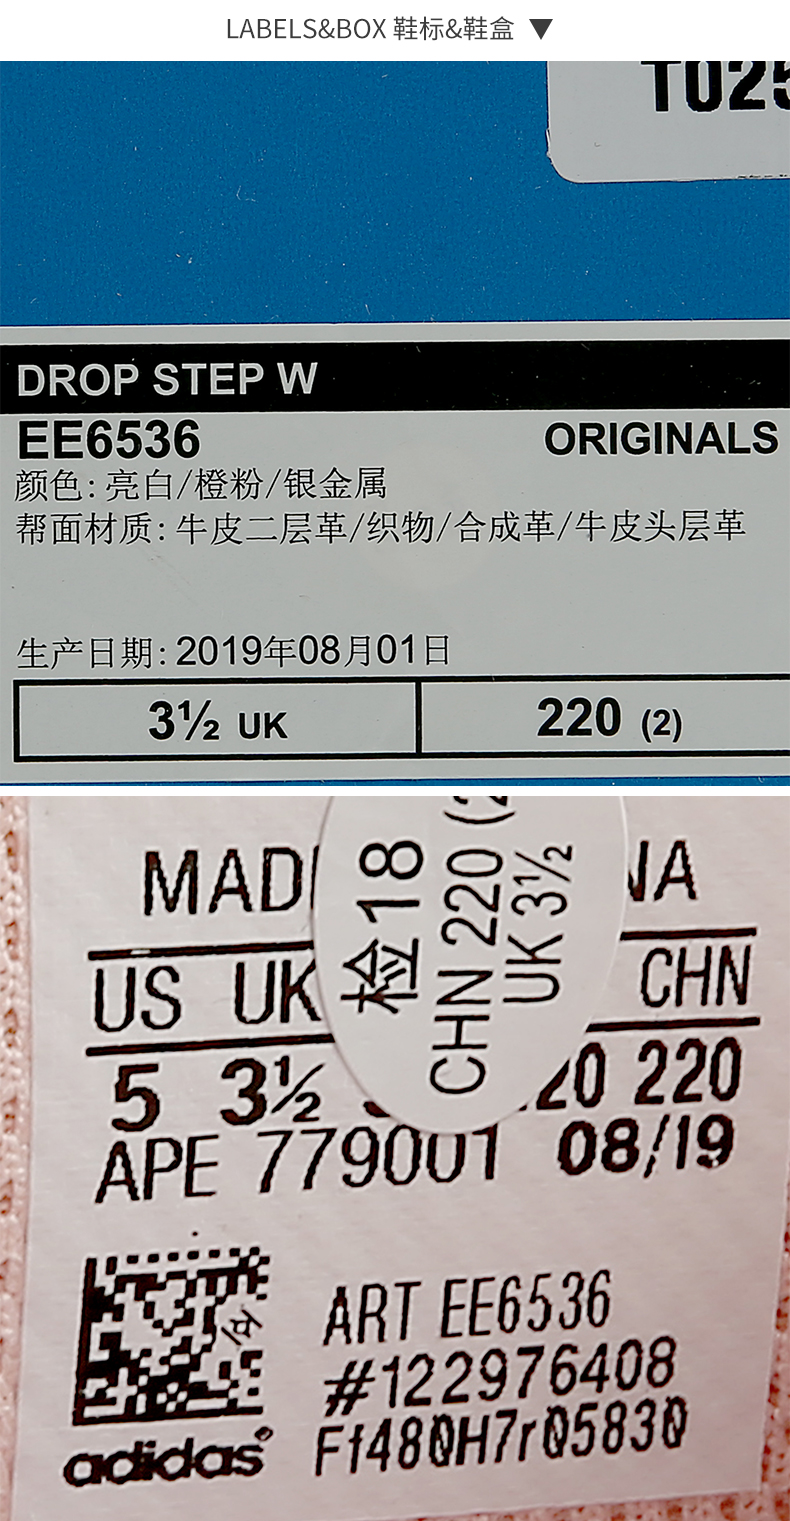 LABELS&BOX 鞋标&鞋盒 ▼
T025
DROP STEP W
EE6536 ORIGINALS
颜色: 亮白/橙粉/银金属
帮面材质: 牛皮二层革/织物/合成革/牛皮头层革
生产日期: 2019年08月01日
3½ UK 220 (2)
MAD NA
检18
CHN 220 (2
UK 3½
US UK CHN
5 3½ 20 220
APE 779001 08/19
ART EE6536
#122976408
Ff480H7r05830
adidas